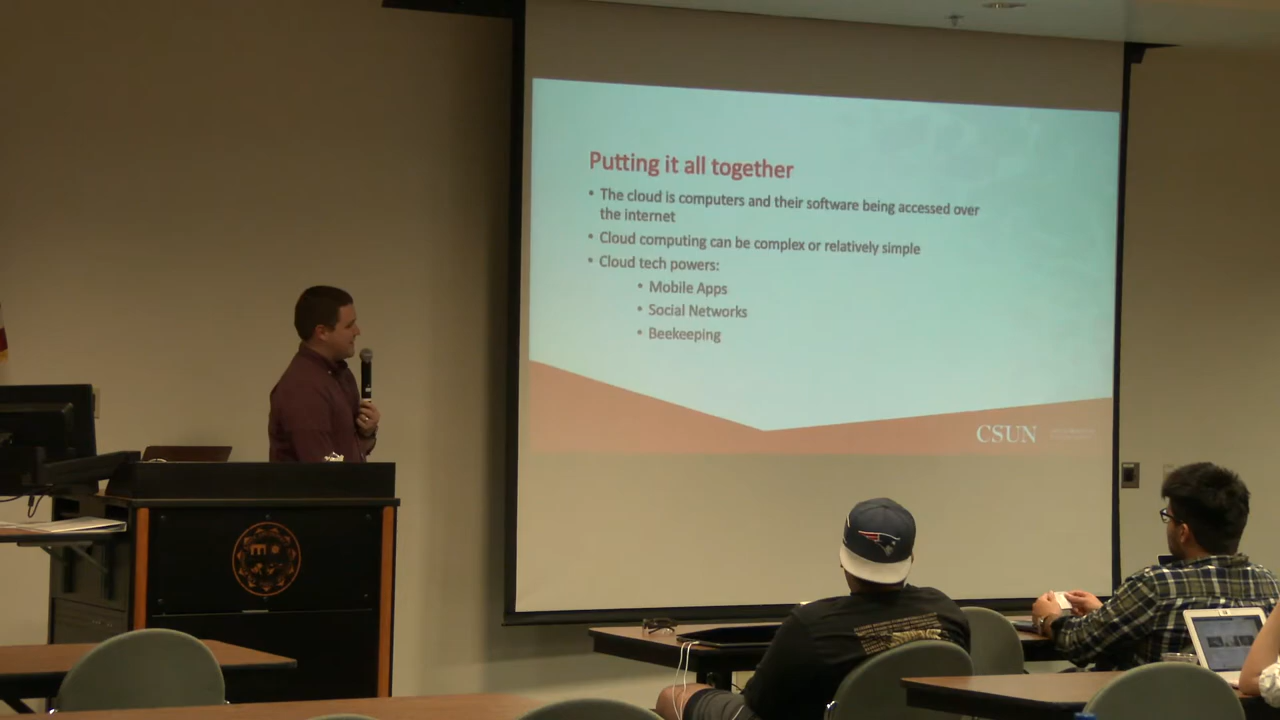 Putting it all together
• The cloud is computers and their software being accessed over
the internet
• Cloud computing can be complex or relatively simple
• Cloud tech powers:
• Mobile Apps
• Social Networks
• Beekeeping
CSUN